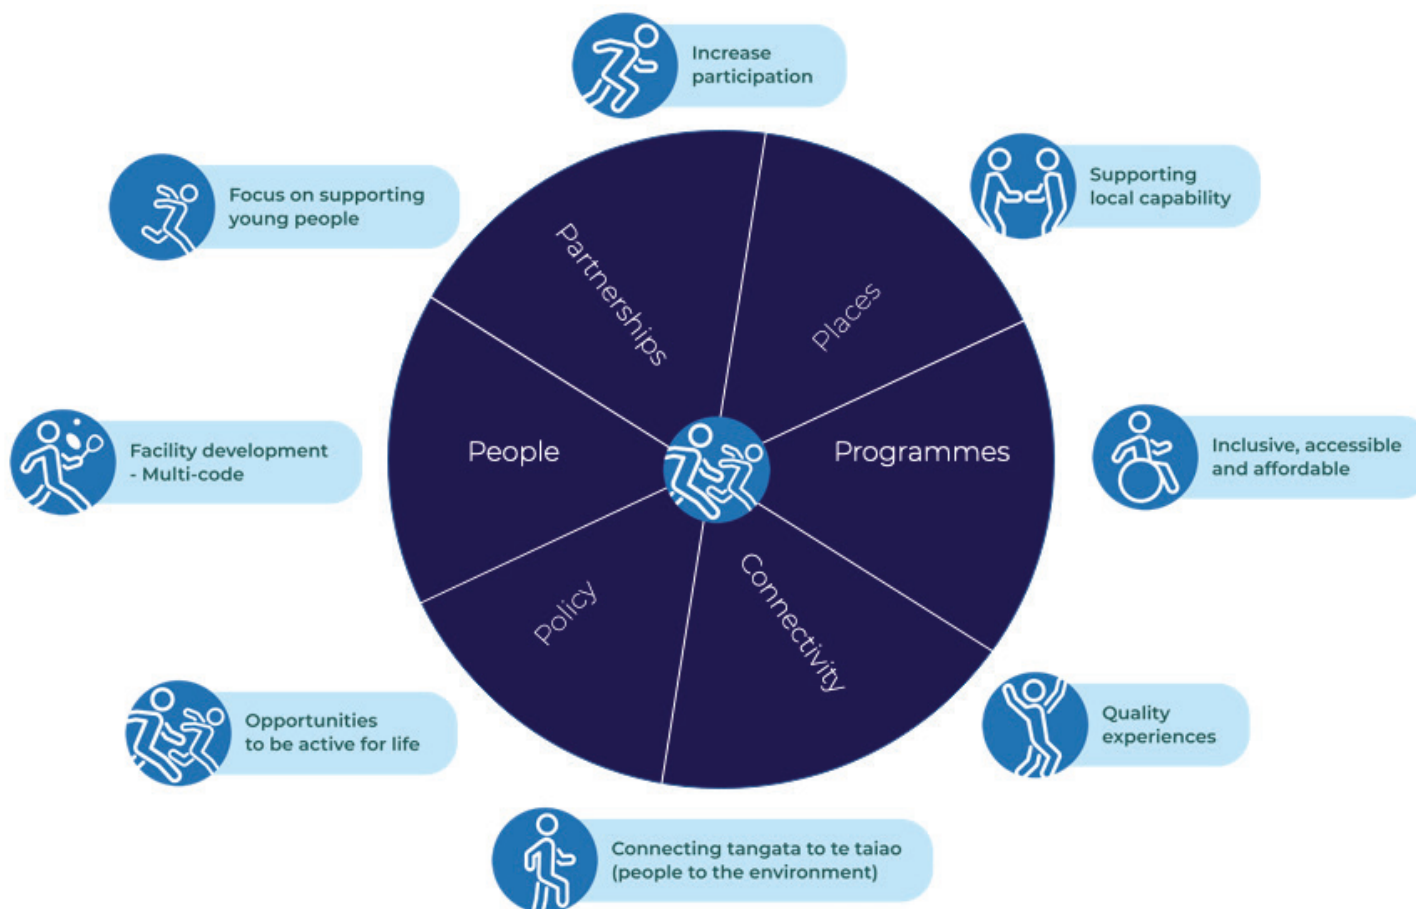 Increase
participation
Supporting
local capability
Focus on supporting
young people
Partnerships
Places
People
Programmes
Policy
Connectivity
Facility development
- Multi-code
Inclusive, accessible
and affordable
Opportunities
to be active for life
Quality
experiences
Connecting tangata to te taiao
(people to the environment)